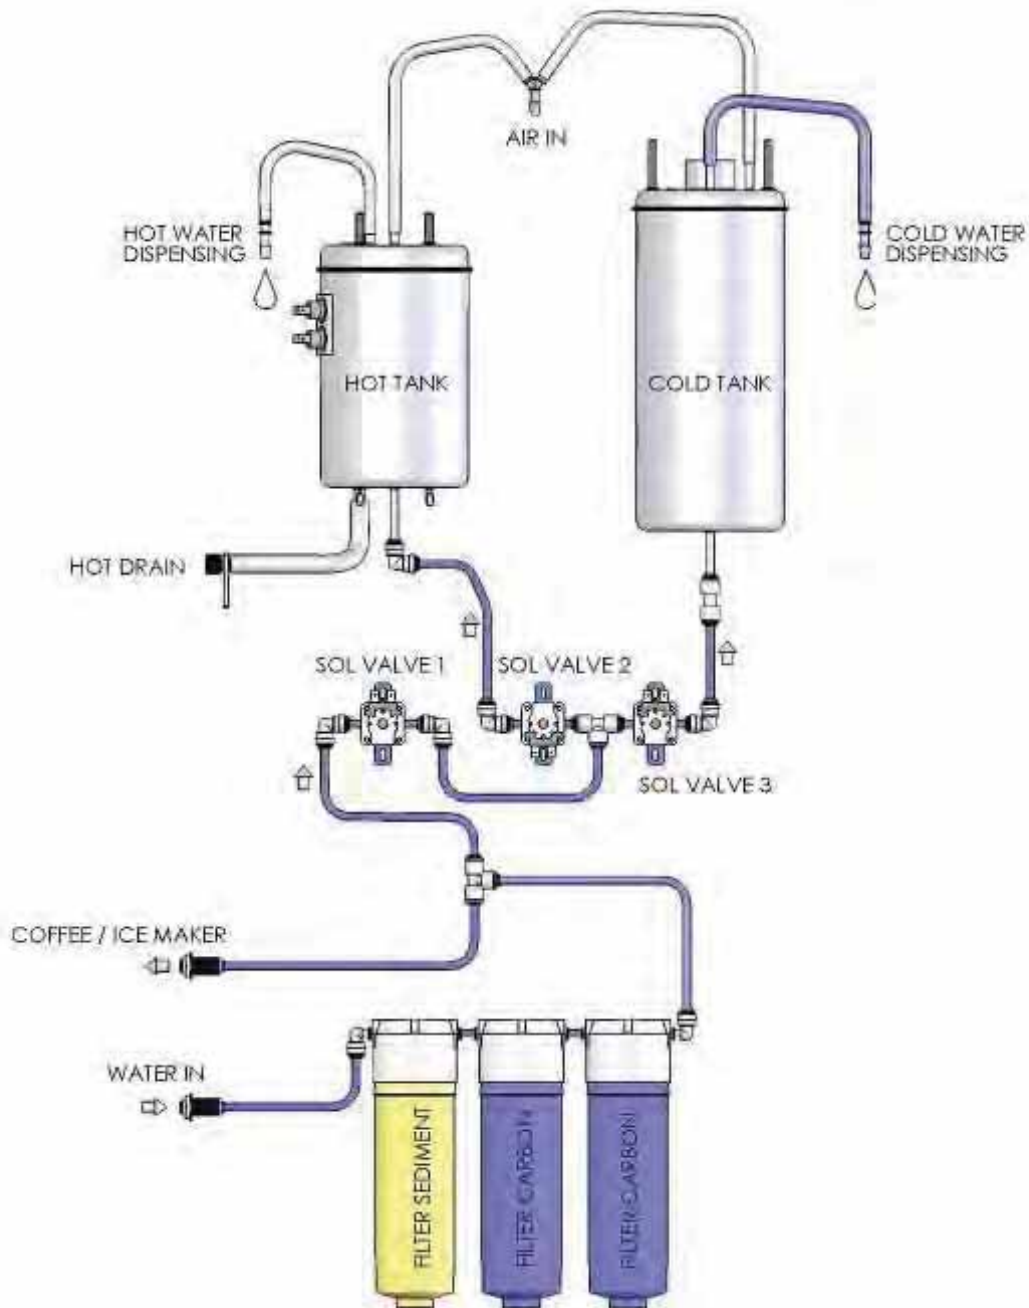 AIR IN
HOT WATER
DISPENSING
COLD WATER
DISPENSING
HOT TANK
COLD TANK
HOT DRAIN
SOL VALVE 1
SOL VALVE 2
SOL VALVE 3
COFFEE / ICE MAKER
WATER IN
FILTER SEDIMENT
FILTER CARBON
FILTER CARBON